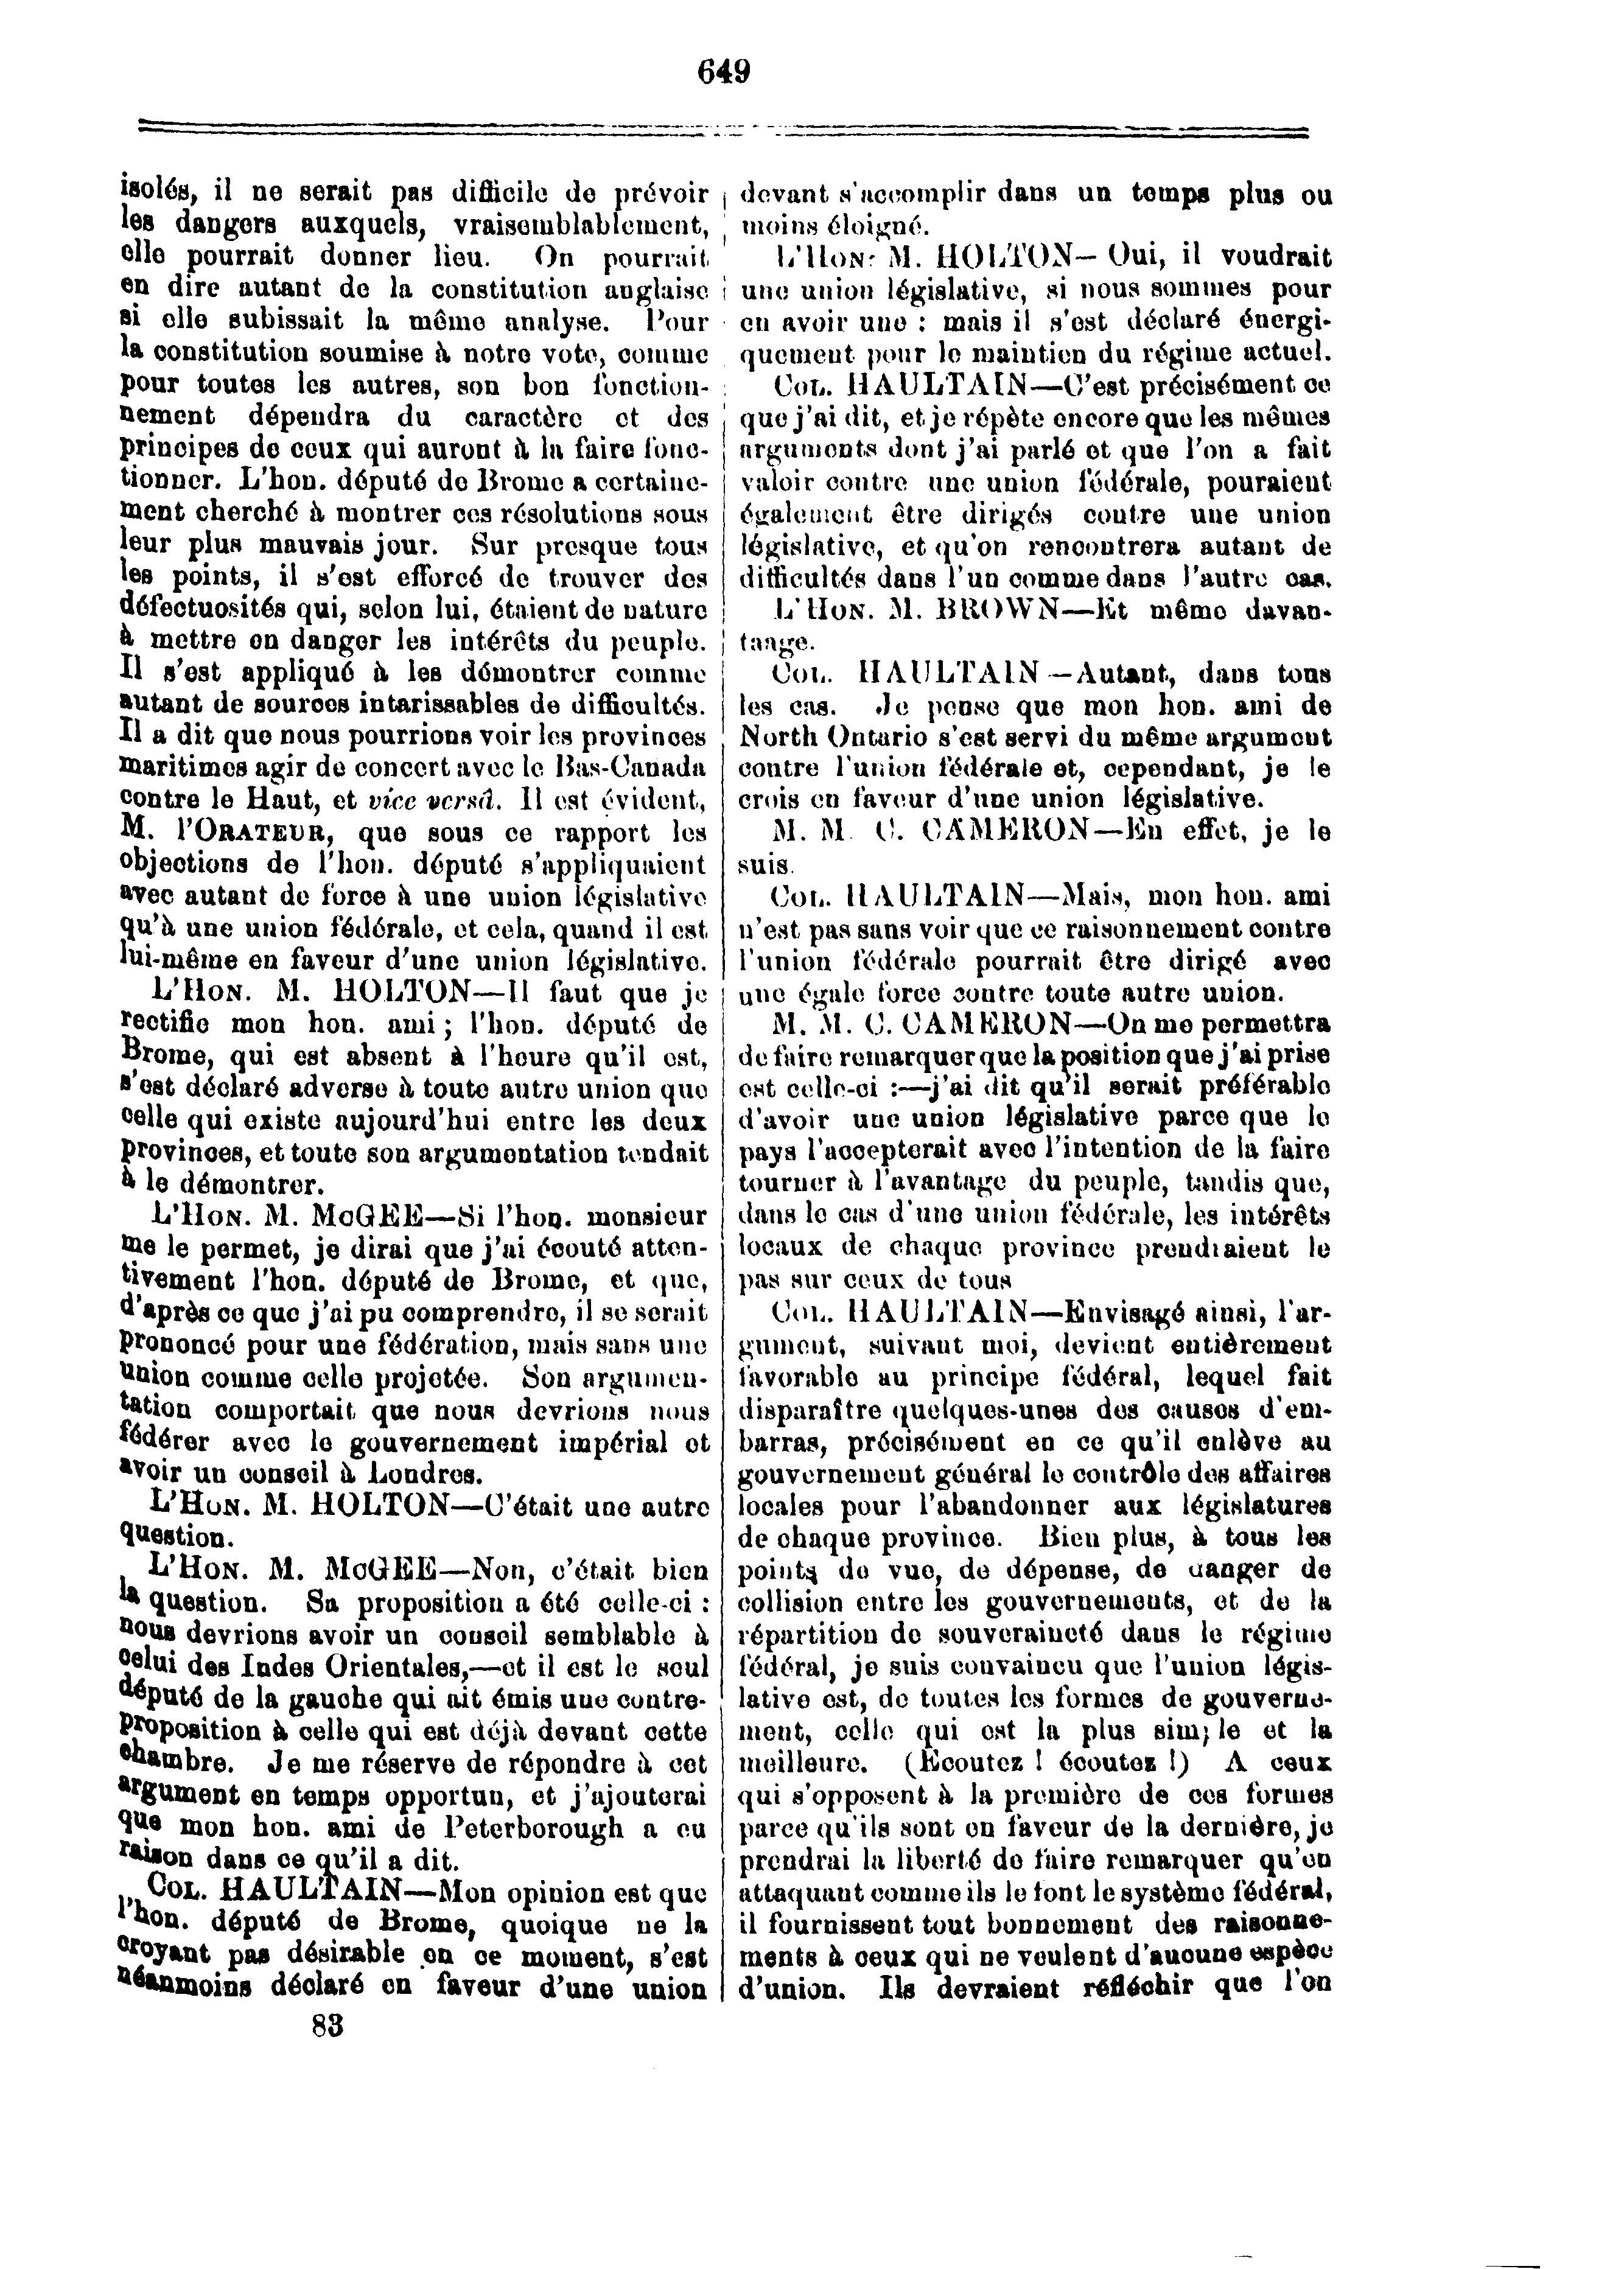 649
isolés, il ne serait pas difficile de prévoir
les dangers auxquels, vraisemblablement,
elle pourrait donner lieu. On pourrait
en dire autant de la constitution anglaise
si elle subissait la même analyse. Pour
la constitution soumise à notre vote, comme
pour toutes les autres, son bon fonction-
nement dépendra du caractère et des
principes de ceux qui auront à la faire fonc-
tionner. L'hon. député de Brome a certaine-
ment cherché à montrer ces résolutions sous
leur plus mauvais jour. Sur presque tous
les points, il s'est efforcé de trouver des
défectuosités qui, selon lui, étaient de nature
à mettre en danger les intérêts du peuple.
Il s'est appliqué à les démontrer comme
autant de sources intarissables de difficultés.
Il a dit que nous pourrions voir les provinces
maritimes agir de concert avec le Bas-Canada
contre le Haut, et vice versâ. Il est évident,
M. l'ORATEUR, que sous ce rapport les
objections de l'hon. député s'appliquaient
avec autant de force à une union législative
qu'à une union fédérale, et cela, quand il est
lui-même en faveur d'une union législative.
L'HON. M. HOLTON—Il faut que je
rectifie mon hon. ami ; l'hon. député de
Brome, qui est absent à l'heure qu'il est,
s'est déclaré adverse à toute autre union que
celle qui existe aujourd'hui entre les deux
provinces, et toute son argumentation tendait
à le démontrer.
L'HON. M. McGEE—Si l'hon. monsieur
me le permet, je dirai que j'ai écouté atten-
tivement l'hon. député de Brome, et que,
d'après ce que j'ai pu comprendre, il se serait
prononcé pour une fédération, mais sans une
union comme celle projetée. Son argumen-
tation comportait que nous devrions nous
fédérer avec le gouvernement impérial et
avoir un conseil à Londres.
L'HON. M. HOLTON—C'était une autre
question.
L'HON. M. McGEE—Non, c'était bien
la question. Sa proposition a été celle-ci :
nous devrions avoir un conseil semblable à
celui des Indes Orientales,—et il est le seul
député de la gauche qui ait émis une contre-
proposition à celle qui est déjà devant cette
chambre. Je me réserve de répondre à cet
argument en temps opportun, et j'ajouterai
que mon hon. ami de Peterborough a eu
raison dans ce qu'il a dit.
COL. HAULTAIN—Mon opinion est que
l'hon. député de Brome, quoique ne la
croyant pas désirable en ce moment, s'est
néanmoins déclaré en faveur d'une union
83
devant s'accomplir dans un temps plus ou
moins éloigné.
L'HON. M. HOLTON—Oui, il voudrait
une union législative, si nous sommes pour
en avoir une : mais il s'est déclaré énergi-
quement pour le maintien du régime actuel.
COL. HAULTAIN—C'est précisément ce
que j'ai dit, et je répète encore que les mêmes
arguments dont j'ai parlé et que l'on a fait
valoir contre une union fédérale, pouraient
également être dirigés contre une union
législative, et qu'on rencontrera autant de
difficultés dans l'un comme dans l'autre cas.
L'HON. M. BROWN—Et même davan-
taage.
COL. HAULTAIN—Autant, dans tous
les cas. Je pense que mon hon. ami de
North Ontario s'est servi du même argument
contre l'union fédérale et, cependant, je le
crois en faveur d'une union législative.
M. M. C. CAMERON—En effet, je le
suis.
COL. HAULTAIN—Mais, mon hon. ami
n'est pas sans voir que ce raisonnement contre
l'union fédérale pourrait être dirigé avec
une égale force contre toute autre union.
M. M. C. CAMERON—On me permettra
de faire remarquer que la position que j'ai prise
est celle-ci :—j'ai dit qu'il serait préférable
d'avoir une union législative parce que le
pays l'accepterait avec l'intention de la faire
tourner à l'avantage du peuple, tandis que,
dans le cas d'une union fédérale, les intérêts
locaux de chaque province prendraient le
pas sur ceux de tous
COL. HAULTAIN—Envisagé ainsi, l'ar-
gument, suivant moi, devient entièrement
favorable au principe fédéral, lequel fait
disparaître quelques-unes des causes d'em-
barras, précisément en ce qu'il enlève au
gouvernement général le contrôle des affaires
locales pour l'abandonner aux législatures
de chaque province. Bien plus, à tous les
points de vue, de dépense, de danger de
collision entre les gouvernements, et de la
répartition de souveraineté dans le régime
fédéral, je suis convaincu que l'union légis-
lative est, de toutes les formes de gouverne-
ment, celle qui est la plus simple et la
meilleure. (Ecoutez ! écoutez !) A ceux
qui s'opposent à la première de ces formes
parce qu'ils sont en faveur de la dernière, je
prendrai la liberté de faire remarquer qu'en
attaquant comme ils le font le système fédéral,
il fournissent tout bonnement des raisonne-
ments à ceux qui ne veulent d'aucune espèce
d'union. Ils devraient réfléchir que l'on